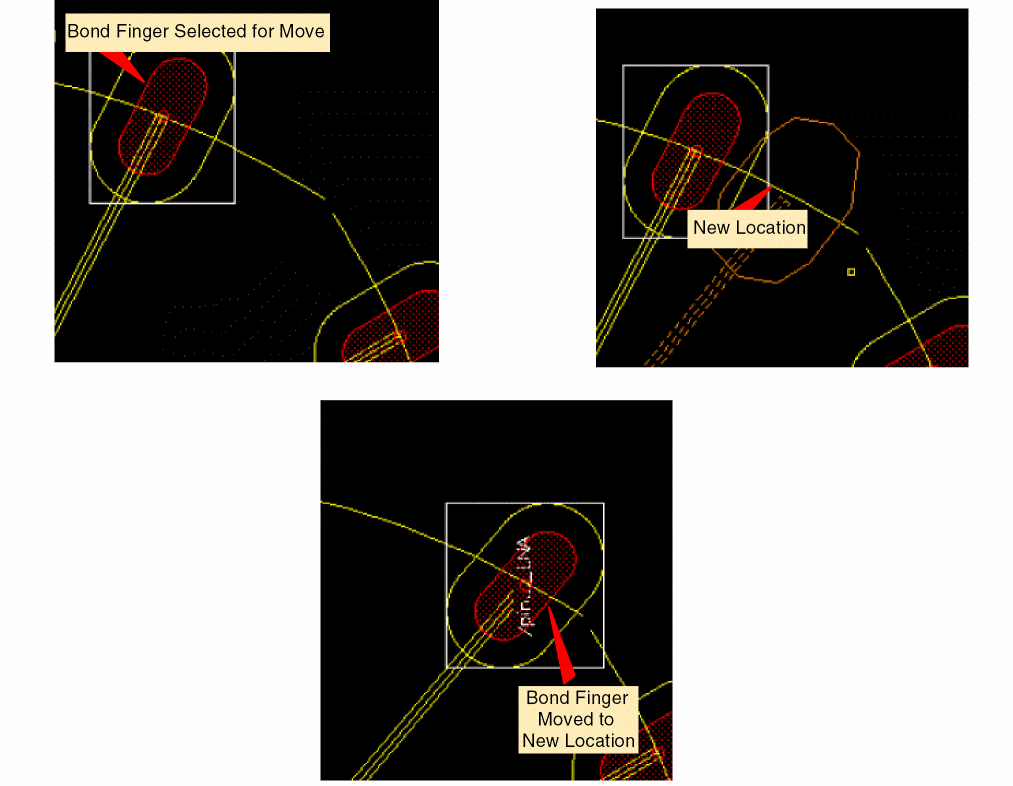 Bond Finger Selected for Move
New Location
Bond Finger
Moved to
New Location